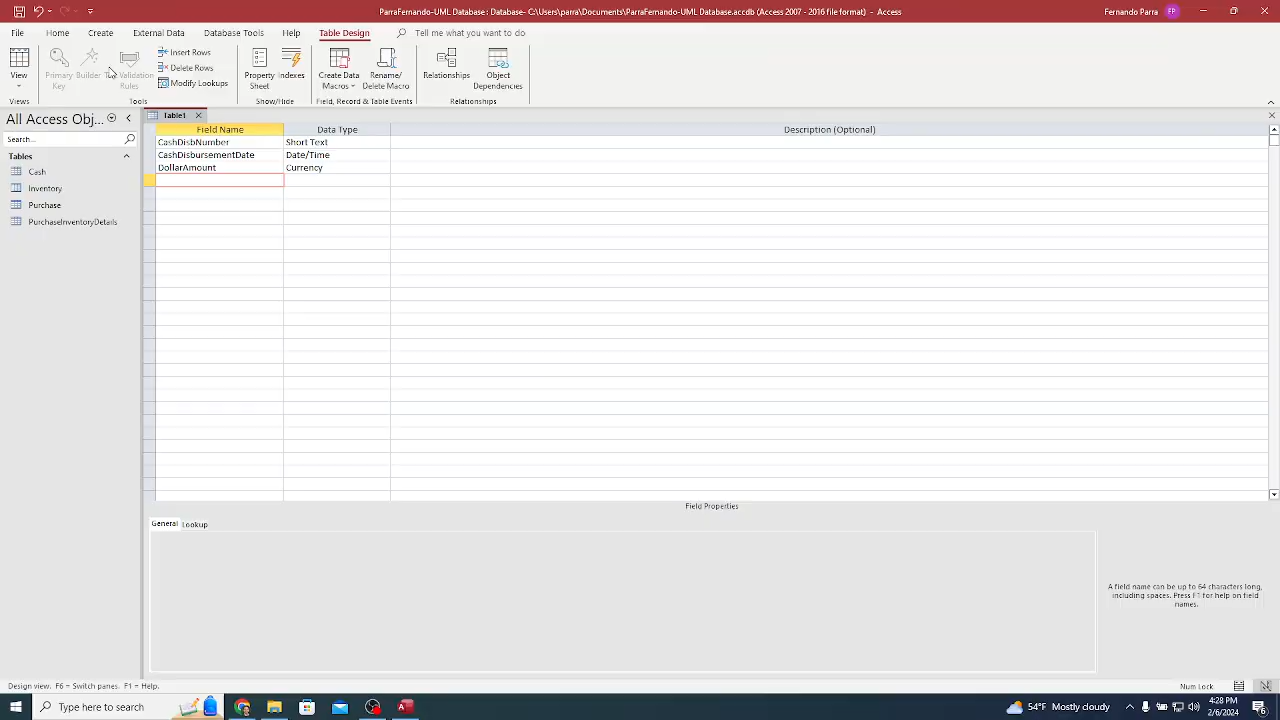 ParraFernando-UML Database : Database- C:\Users\parra\Documents\ParraFernando-UML Database.accdb (Access 2007 - 2016 file format) - Access
Fernando Parra FP
File Home Create External Data Database Tools Help Table Design Tell me what you want to do
View
Primary Key
Builder
Test Validation Rules
Insert Rows
Delete Rows
Modify Lookups
Property Sheet
Indexes
Create Data Macros
Rename/ Delete Macro
Relationships
Object Dependencies
Views Tools Show/Hide Field, Record & Table Events Relationships
All Access Obj...
Search...
Tables
Cash
Inventory
Purchase
PurchaseInventoryDetails
Table1
Field Name Data Type Description (Optional)
CashDisbNumber Short Text
CashDisbursementDate Date/Time
DollarAmount Currency
Field Properties
General Lookup
A field name can be up to 64 characters long,
including spaces. Press F1 for help on field
names.
Design view. F6 = Switch panes. F1 = Help.
Num Lock
Type here to search
54°F Mostly cloudy
4:28 PM
2/6/2024
6